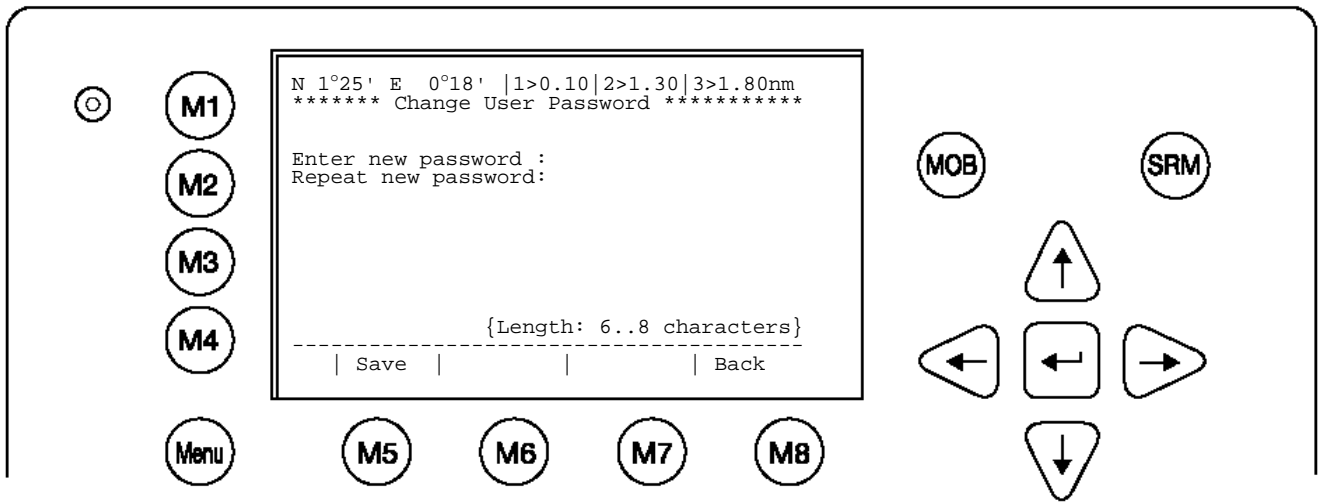 N 1°25' E  0°18' |1>0.10|2>1.30|3>1.80nm
******* Change User Password ***********
Enter new password :
Repeat new password:
{Length: 6..8 characters}
----------------------------------------
| Save | | | Back
M1
M2
M3
M4
Menu
M5
M6
M7
M8
MOB
SRM